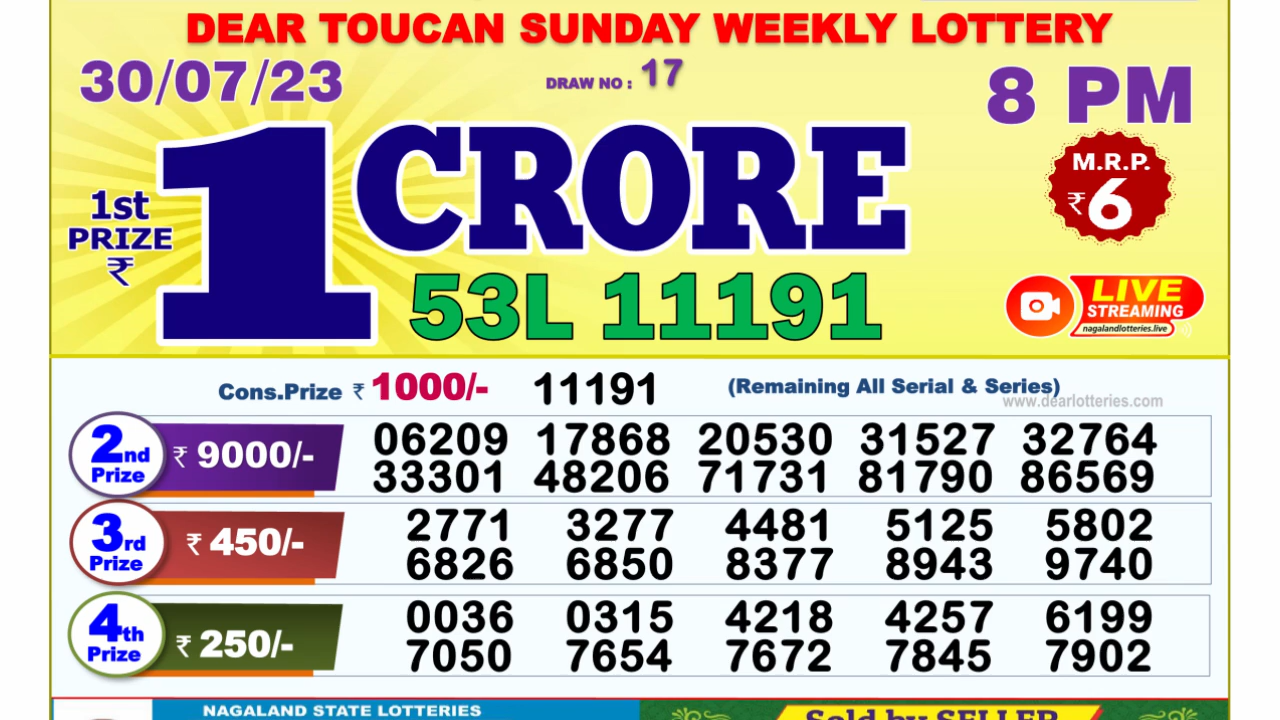 DEAR TOUCAN SUNDAY WEEKLY LOTTERY
30/07/23 DRAW NO : 17 8 PM
1st PRIZE ₹ 1 CRORE
M.R.P. ₹ 6
53L 11191
LIVE
STREAMING
nagalandlotteries.live
Cons.Prize ₹ 1000/- 11191 (Remaining All Serial & Series)
www.dearlotteries.com
2nd Prize ₹ 9000/-
06209 17868 20530 31527 32764
33301 48206 71731 81790 86569
3rd Prize ₹ 450/-
2771 3277 4481 5125 5802
6826 6850 8377 8943 9740
4th Prize ₹ 250/-
0036 0315 4218 4257 6199
7050 7654 7672 7845 7902
NAGALAND STATE LOTTERIES
Sold by SELLER